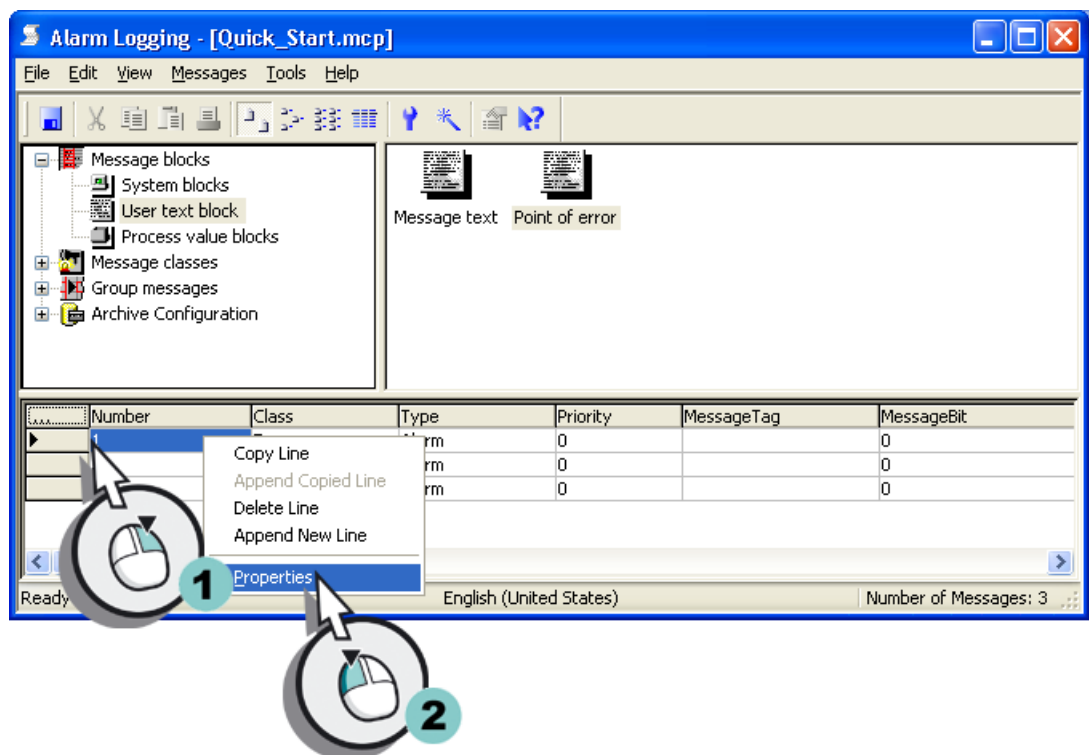 Alarm Logging - [Quick_Start.mcp]
File Edit View Messages Tools Help
Message blocks
System blocks
User text block
Process value blocks
Message classes
Group messages
Archive Configuration
Message text Point of error
Number Class Type Priority MessageTag MessageBit
1 0 0
rm 0 0
rm 0 0
Copy Line
Append Copied Line
Delete Line
Append New Line
Properties
1
2
Ready English (United States) Number of Messages: 3